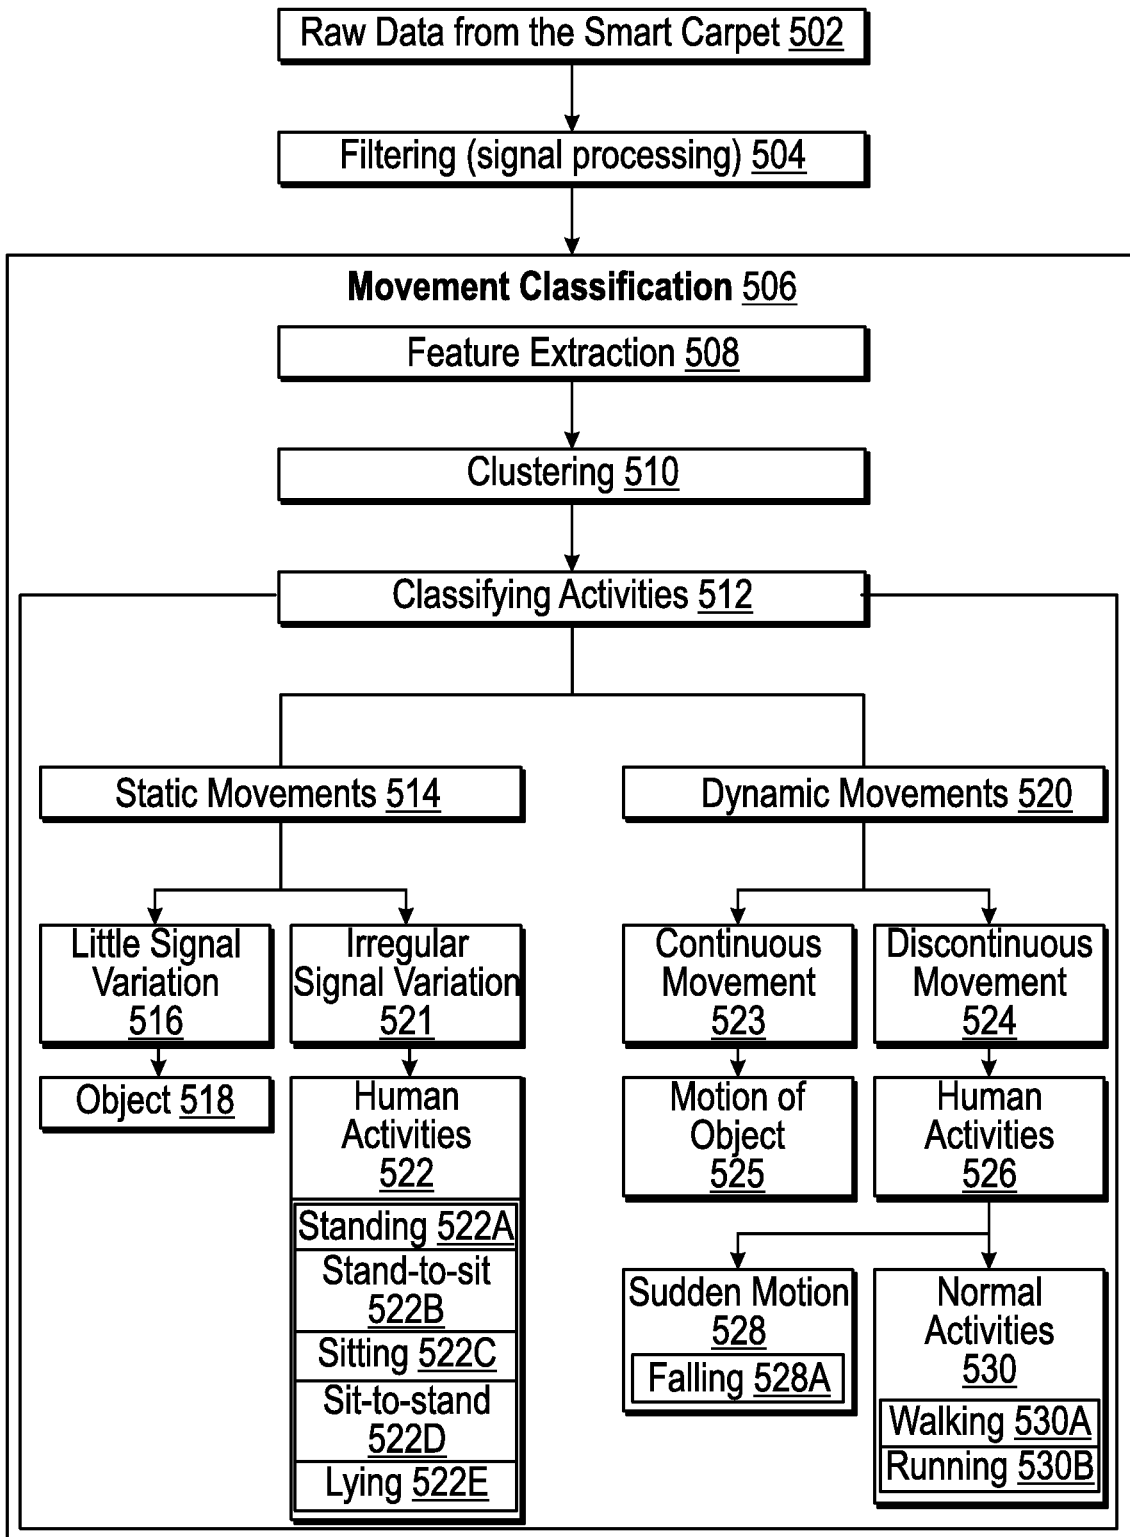 Raw Data from the Smart Carpet 502
Filtering (signal processing) 504
Movement Classification 506
Feature Extraction 508
Clustering 510
Classifying Activities 512
Static Movements 514
Dynamic Movements 520
Little Signal
Variation
516
Irregular
Signal Variation
521
Continuous
Movement
523
Discontinuous
Movement
524
Object 518
Human
Activities
522
Standing 522A
Stand-to-sit
522B
Sitting 522C
Sit-to-stand
522D
Lying 522E
Motion of
Object
525
Human
Activities
526
Sudden Motion
528
Falling 528A
Normal
Activities
530
Walking 530A
Running 530B